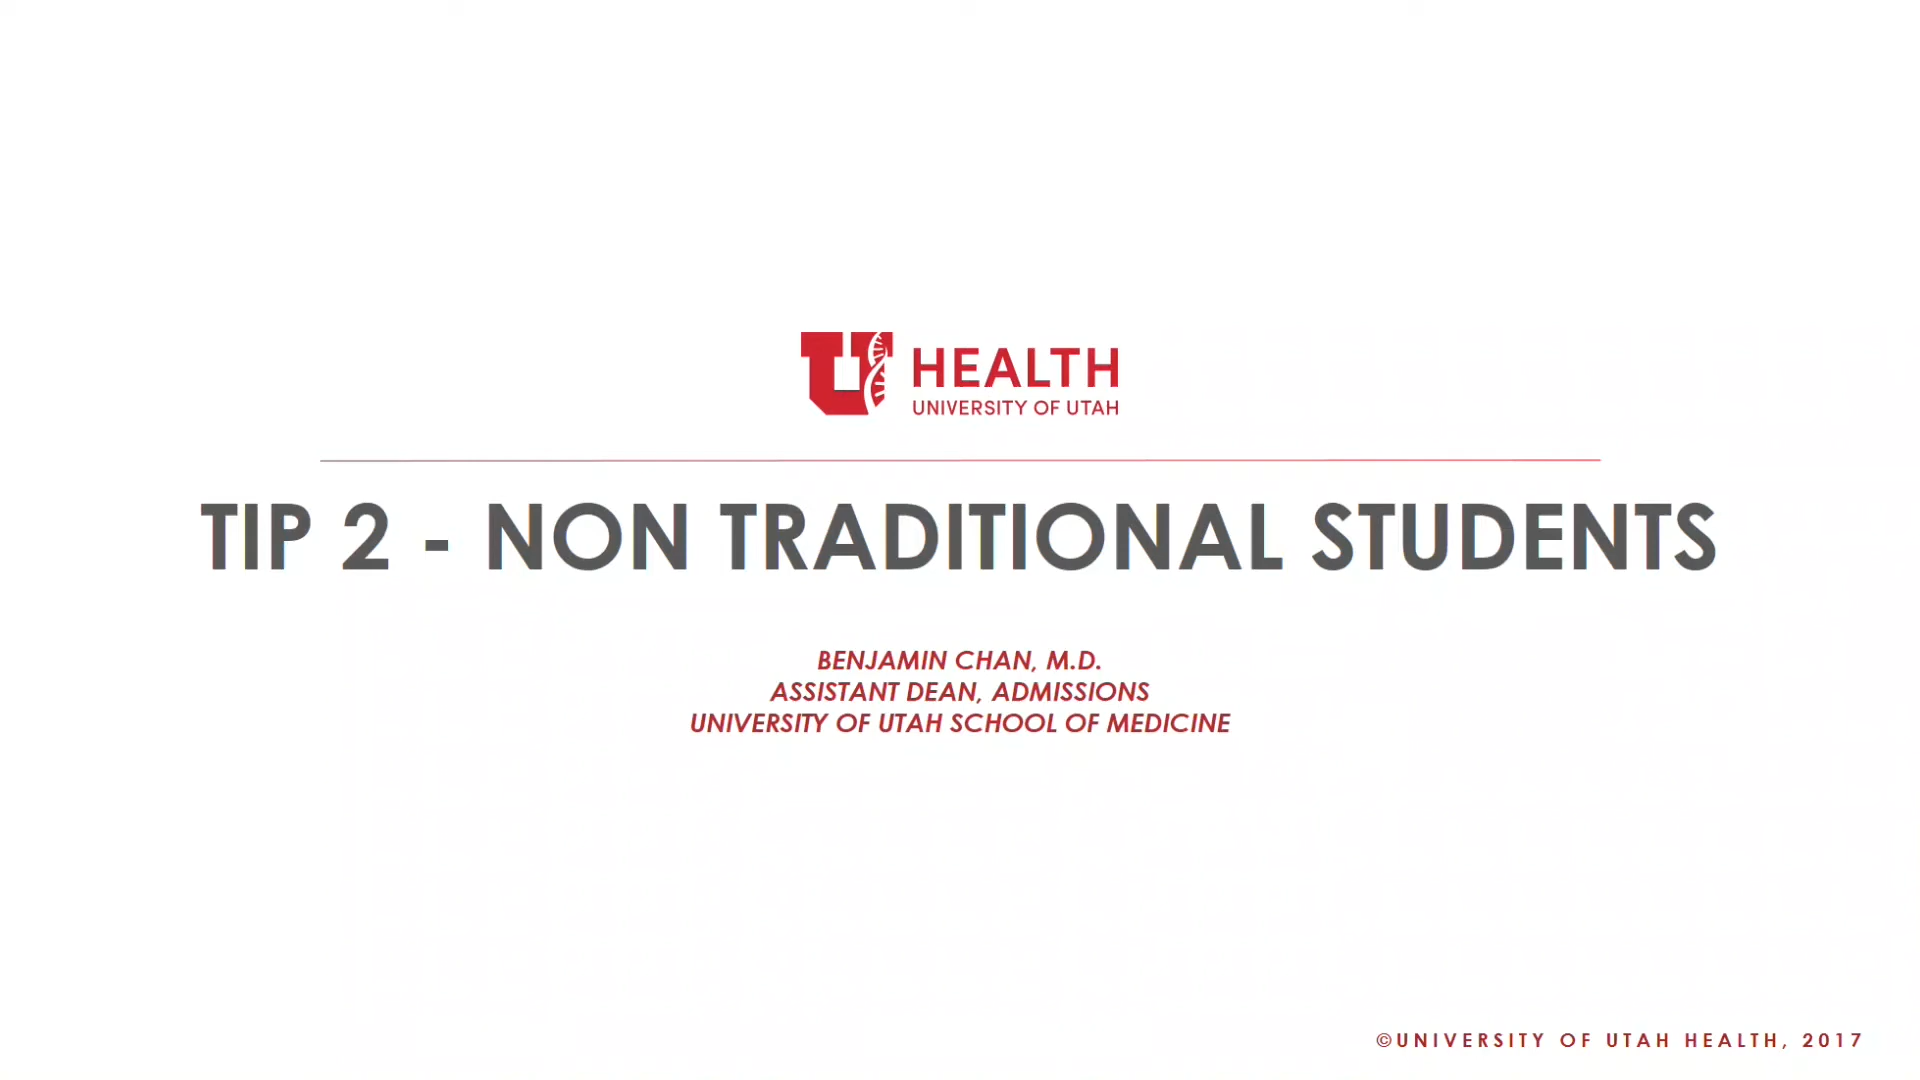 HEALTH
UNIVERSITY OF UTAH
TIP 2 - NON TRADITIONAL STUDENTS
BENJAMIN CHAN, M.D.
ASSISTANT DEAN, ADMISSIONS
UNIVERSITY OF UTAH SCHOOL OF MEDICINE
©UNIVERSITY OF UTAH HEALTH, 2017